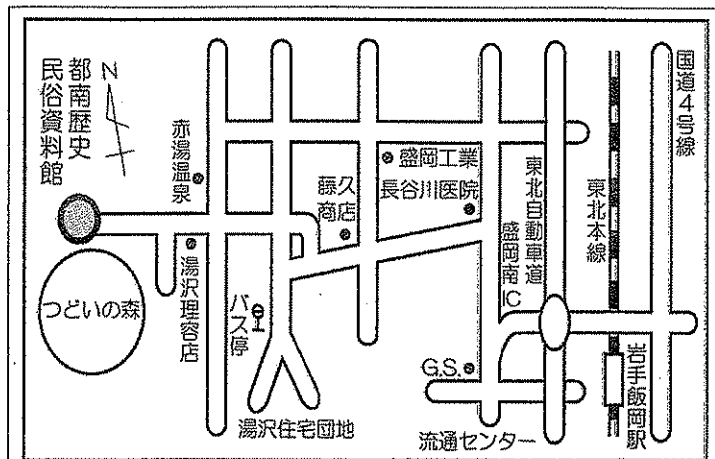 都南歴史
民俗資料館
N
赤湯温泉
藤久
商店
盛岡工業
長谷川医院
東北自動車道
盛岡南IC
東北本線
国道4号線
つどいの森
湯沢理容店
バス停
G.S.
湯沢住宅団地
流通センター
岩手飯岡駅